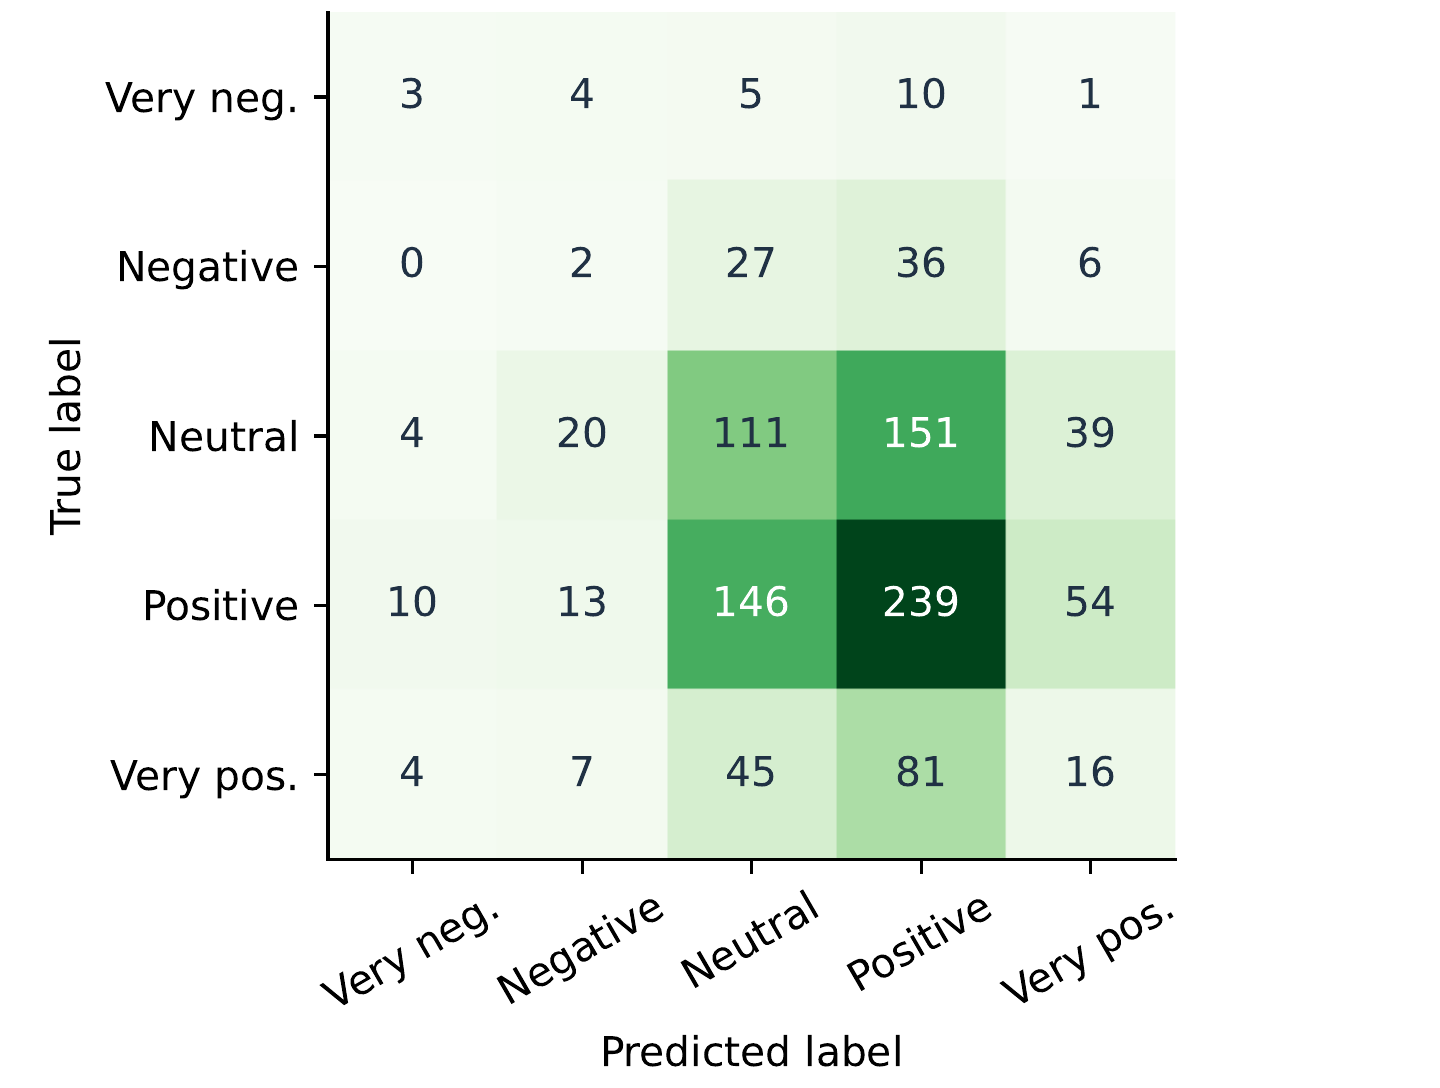 Very neg. 3 4 5 10 1
Negative 0 2 27 36 6
Neutral 4 20 111 151 39
Positive 10 13 146 239 54
Very pos. 4 7 45 81 16
True label
Very neg. Negative Neutral Positive Very pos.
Predicted label